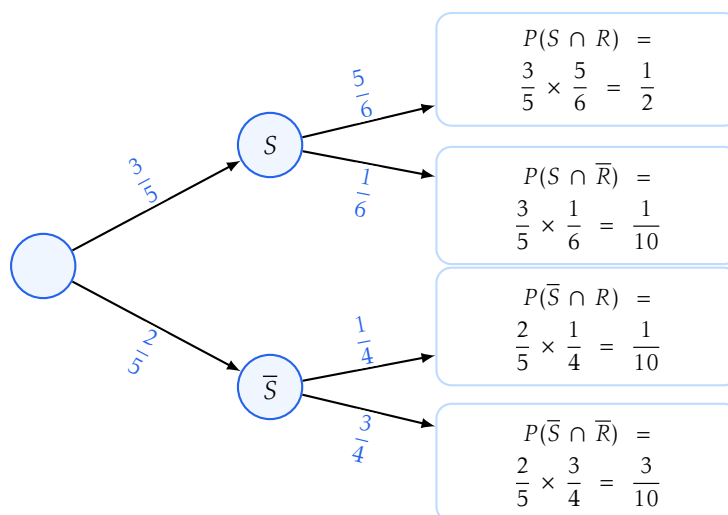 P(S ∩ R) =
3/5 × 5/6 = 1/2
5/6
S
3/5
1/6
P(S ∩ R̅) =
3/5 × 1/6 = 1/10
P(S̅ ∩ R) =
2/5 × 1/4 = 1/10
2/5
1/4
S̅
3/4
P(S̅ ∩ R̅) =
2/5 × 3/4 = 3/10